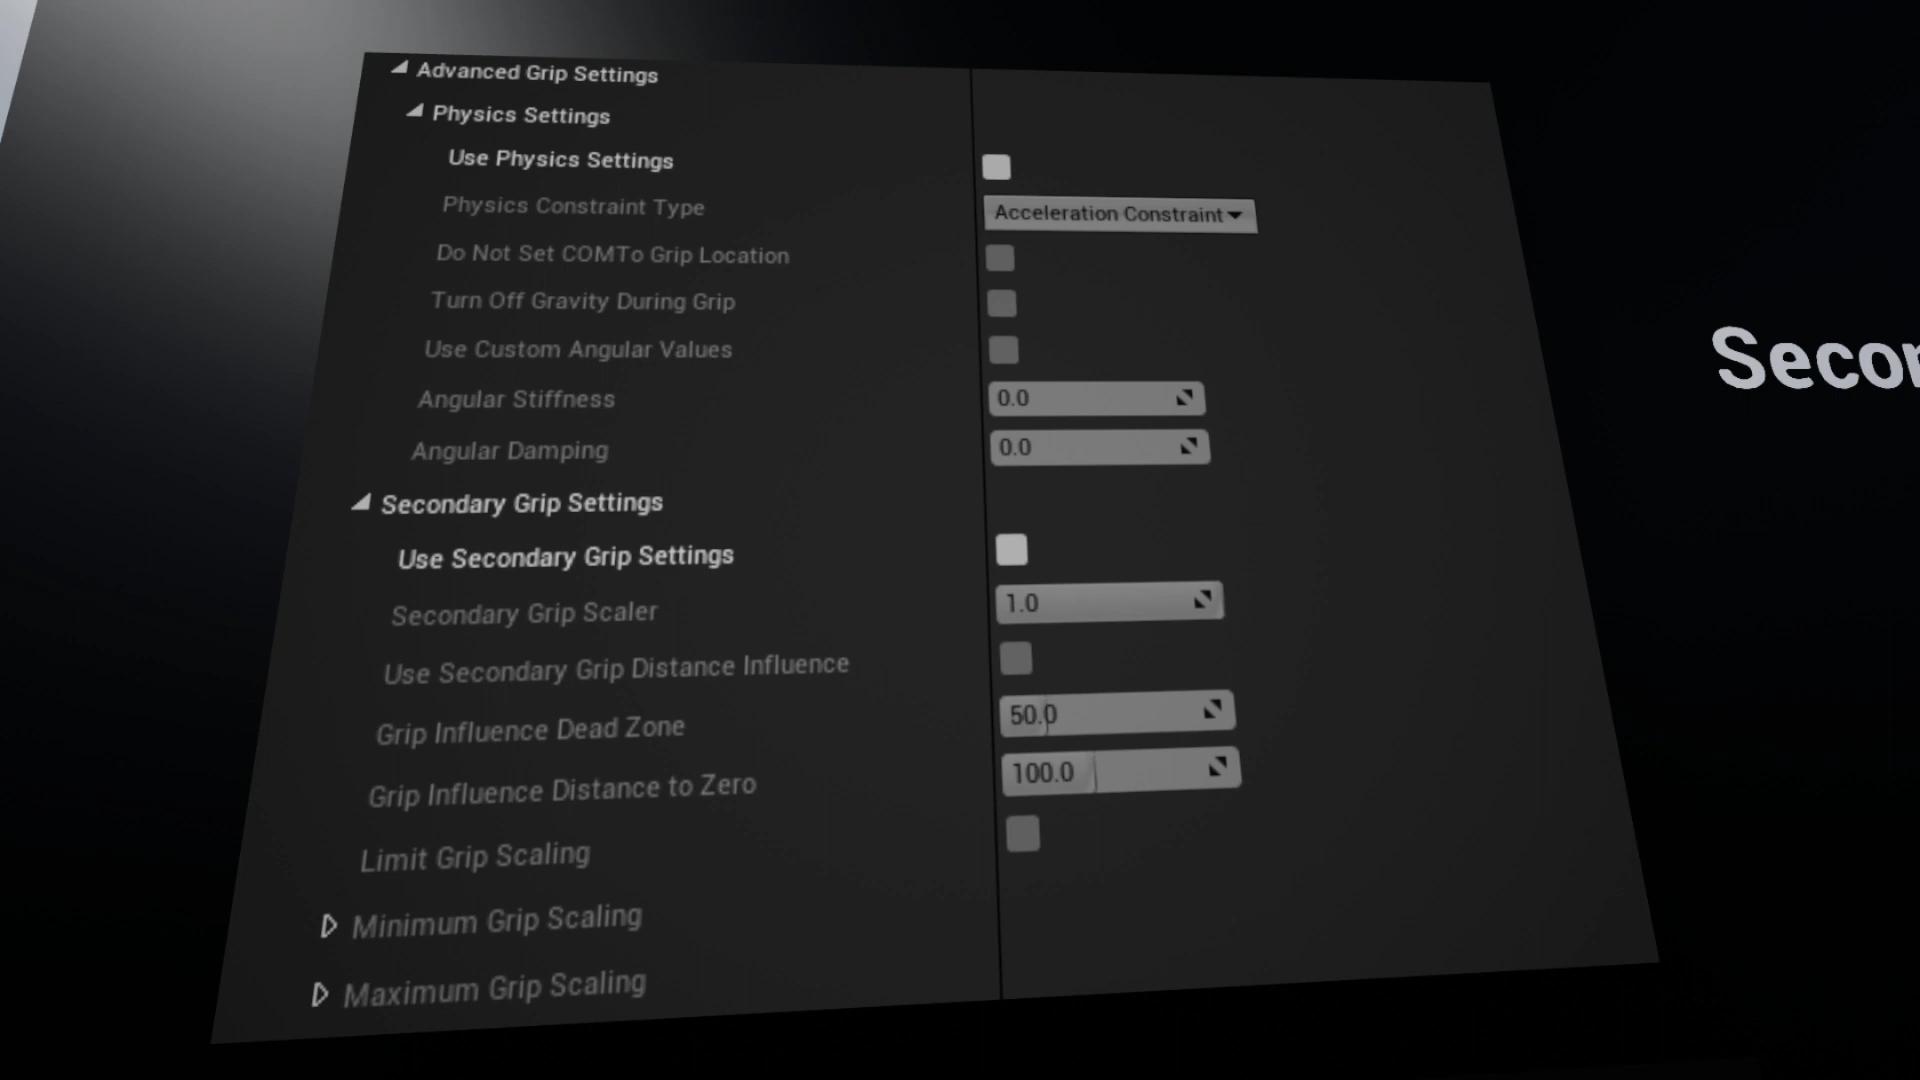 Advanced Grip Settings
Physics Settings
Use Physics Settings
Physics Constraint Type
Acceleration Constraint
Do Not Set COMTo Grip Location
Turn Off Gravity During Grip
Use Custom Angular Values
Angular Stiffness
0.0
Angular Damping
0.0
Secondary Grip Settings
Use Secondary Grip Settings
Secondary Grip Scaler
1.0
Use Secondary Grip Distance Influence
Grip Influence Dead Zone
50.0
Grip Influence Distance to Zero
100.0
Limit Grip Scaling
Minimum Grip Scaling
Maximum Grip Scaling